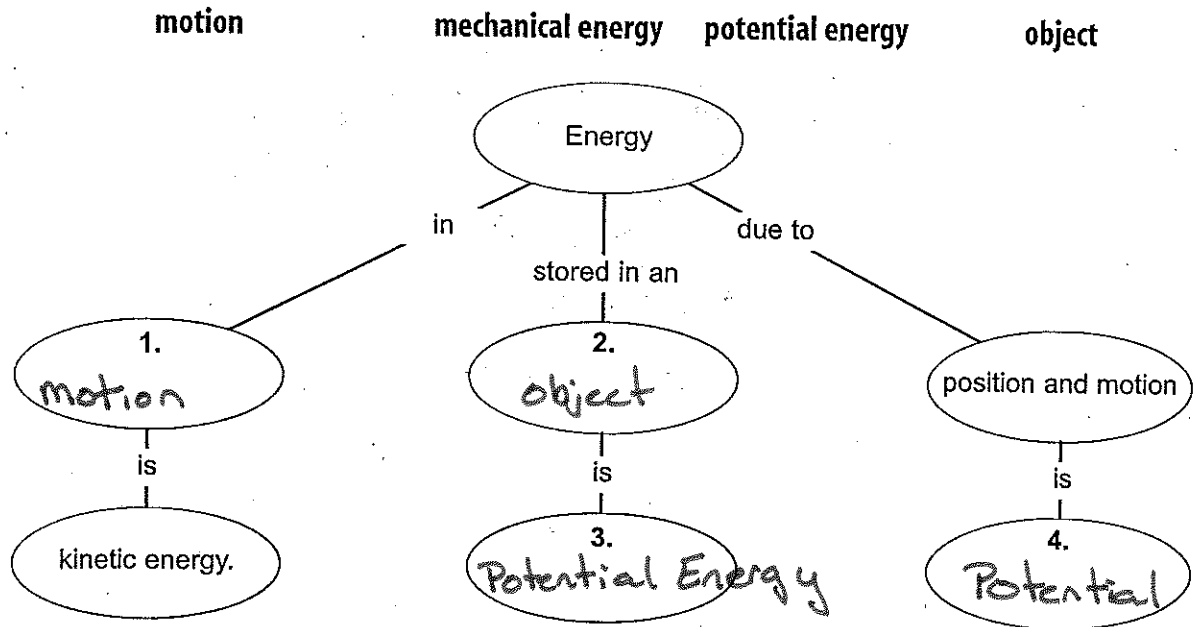 motion mechanical energy potential energy object
Energy
in
due to
stored in an
1.
motion
2.
object
position and motion
is
is
is
kinetic energy.
3.
Potential Energy
4.
Potential